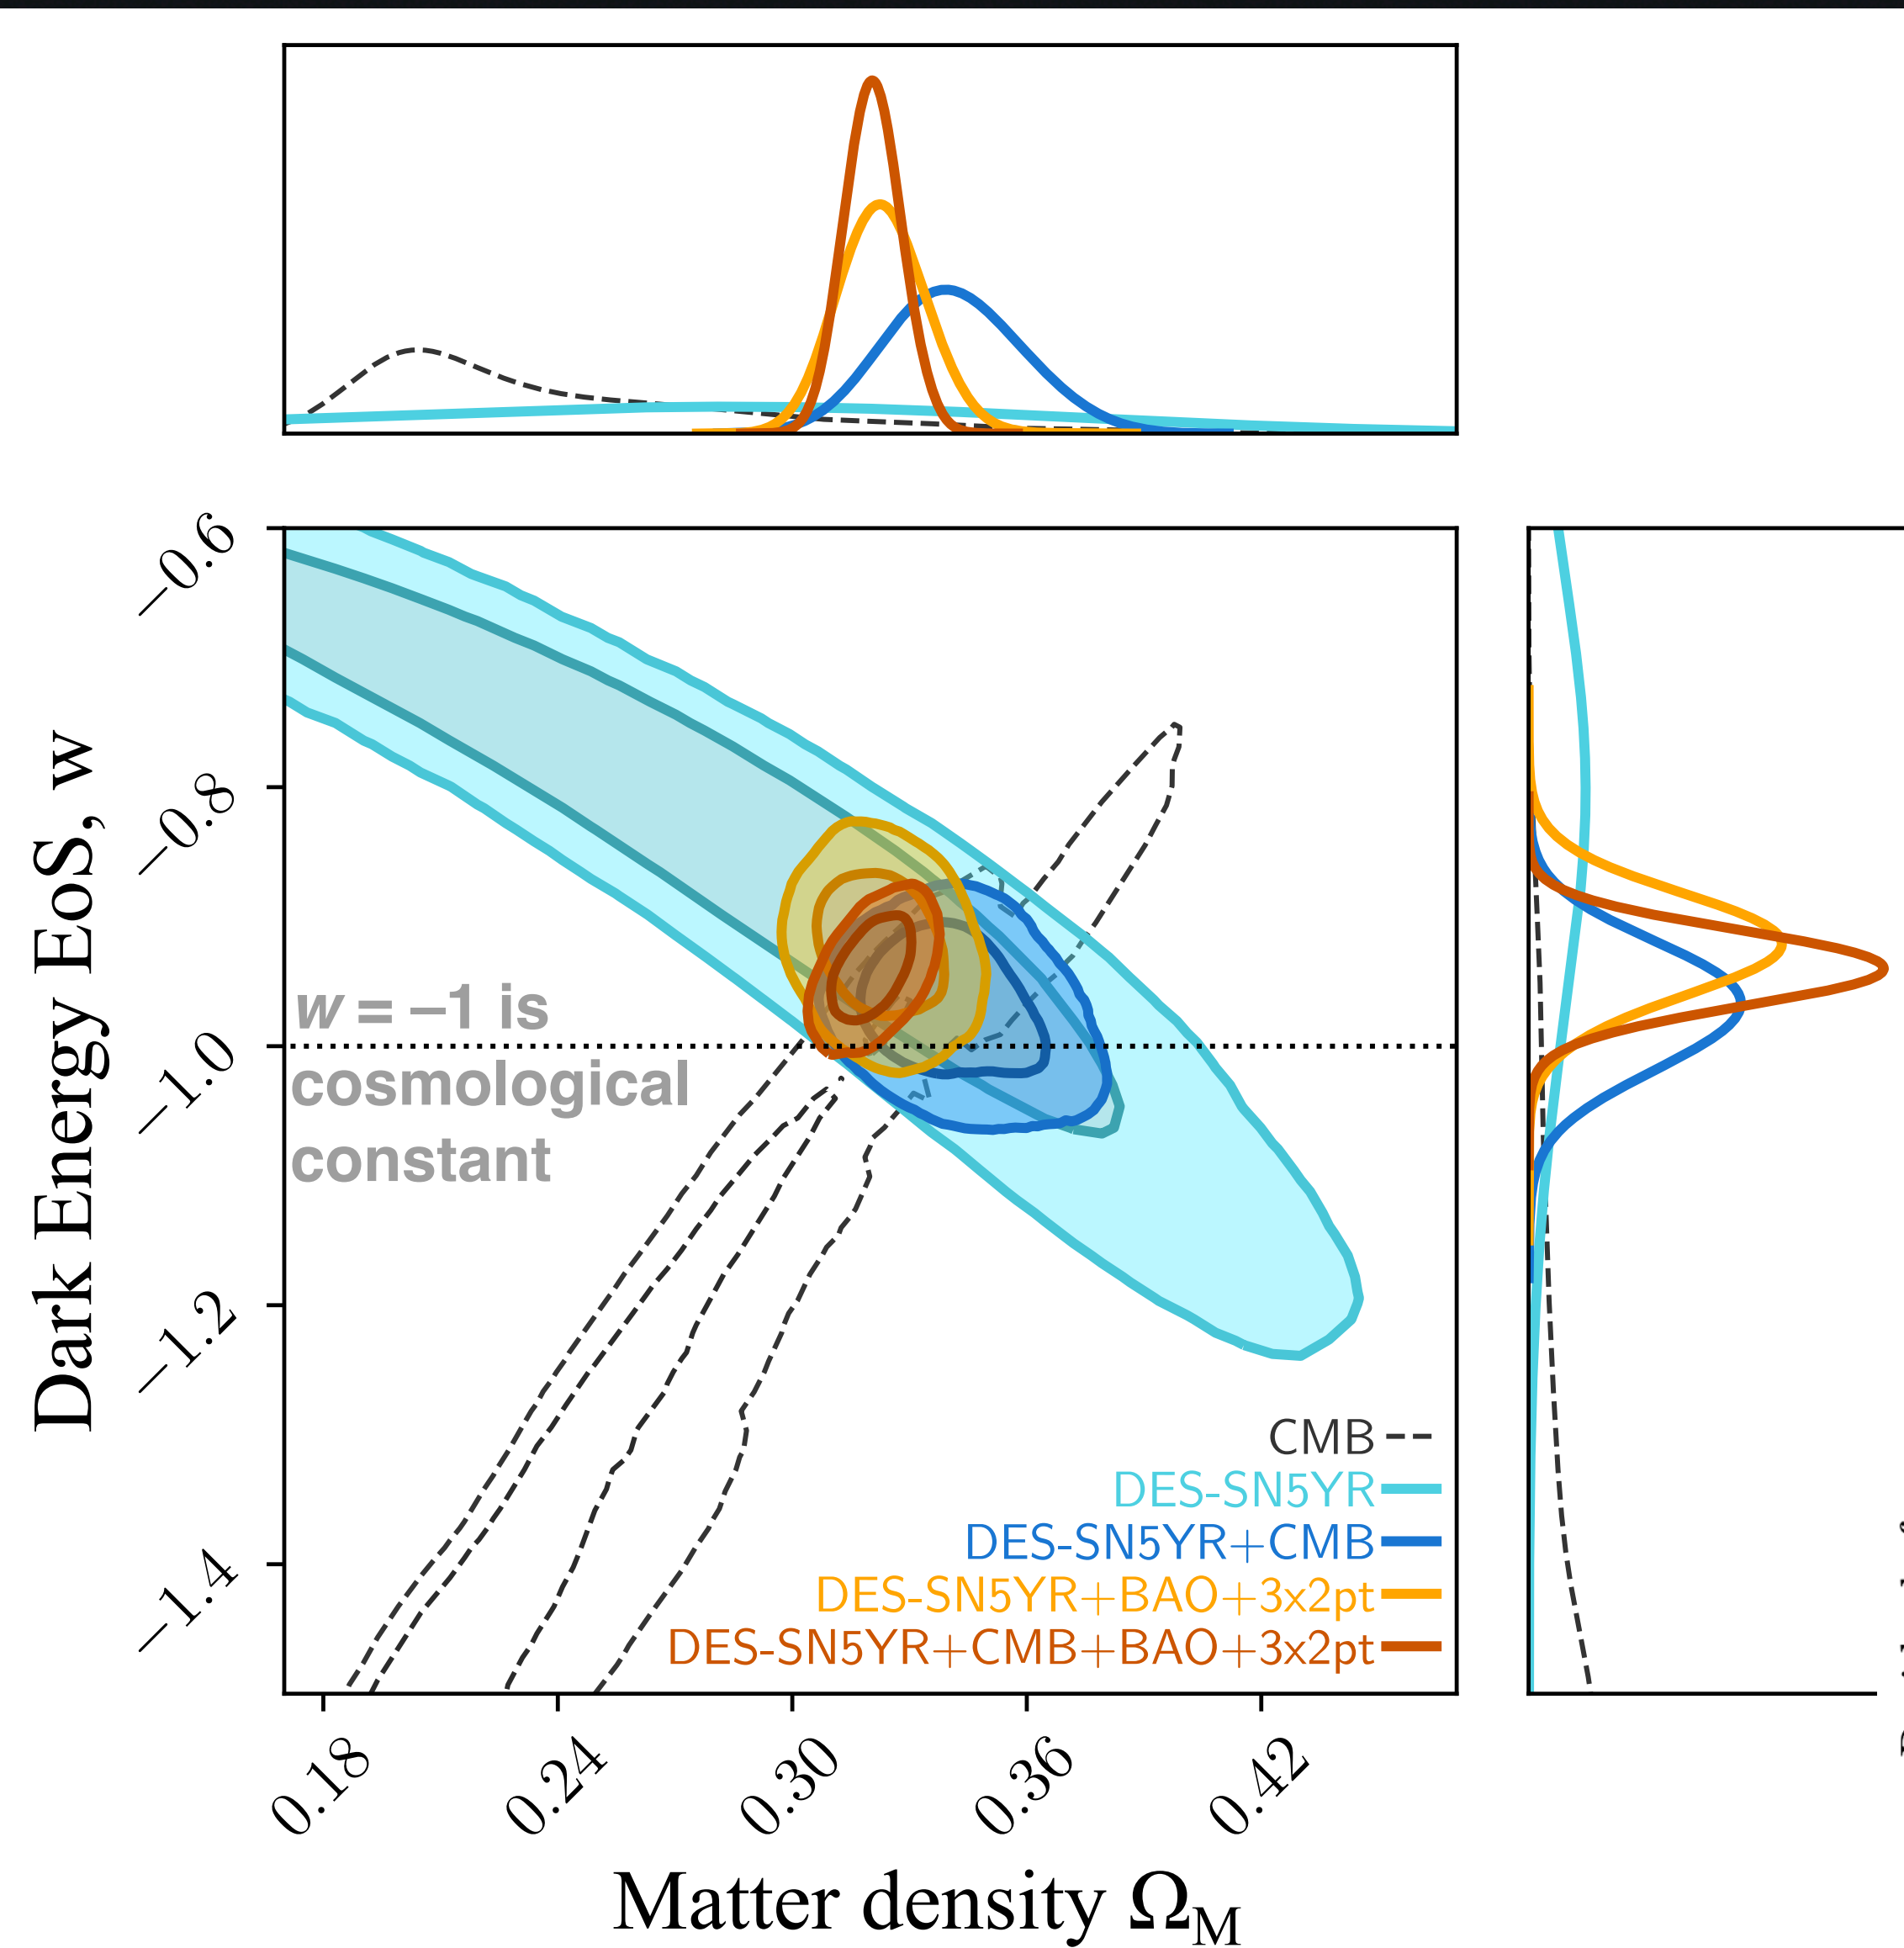 −0.6
−0.8
−1.0
−1.2
−1.4
Dark Energy EoS, w
w = –1 is
cosmological
constant
CMB
DES-SN5YR
DES-SN5YR+CMB
DES-SN5YR+BAO+3x2pt
DES-SN5YR+CMB+BAO+3x2pt
0.18
0.24
0.30
0.36
0.42
Matter density Ω_M